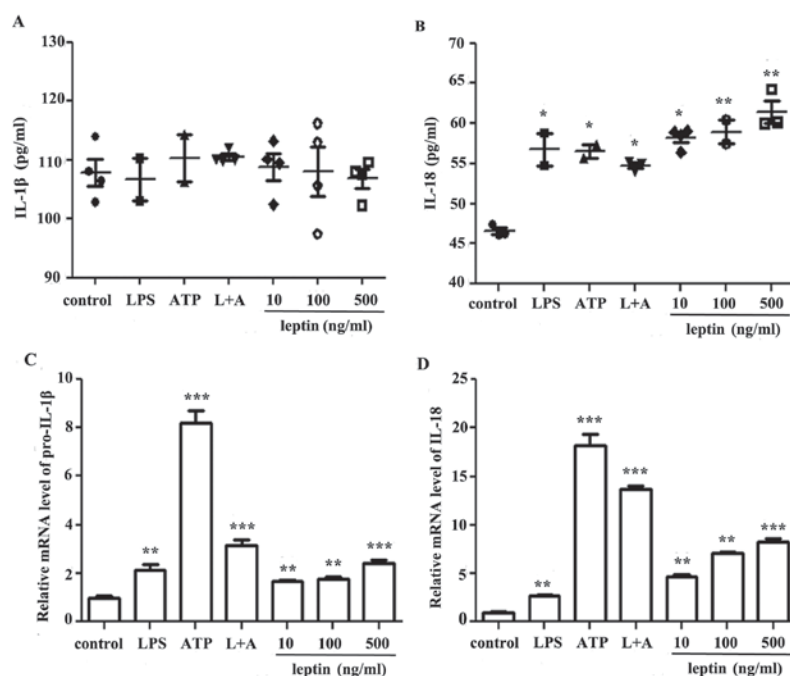 A
IL-1β (pg/ml)
130
120
110
100
90
control LPS ATP L+A 10 100 500
leptin (ng/ml)
B
IL-18 (pg/ml)
70
65
60
55
50
45
40
* * * * ** **
control LPS ATP L+A 10 100 500
leptin (ng/ml)
C
Relative mRNA level of pro-IL-1β
10
8
6
4
2
0
** *** *** ** ** ***
control LPS ATP L+A 10 100 500
leptin (ng/ml)
D
Relative mRNA level of IL-18
25
20
15
10
5
0
** *** *** ** ** ***
control LPS ATP L+A 10 100 500
leptin (ng/ml)